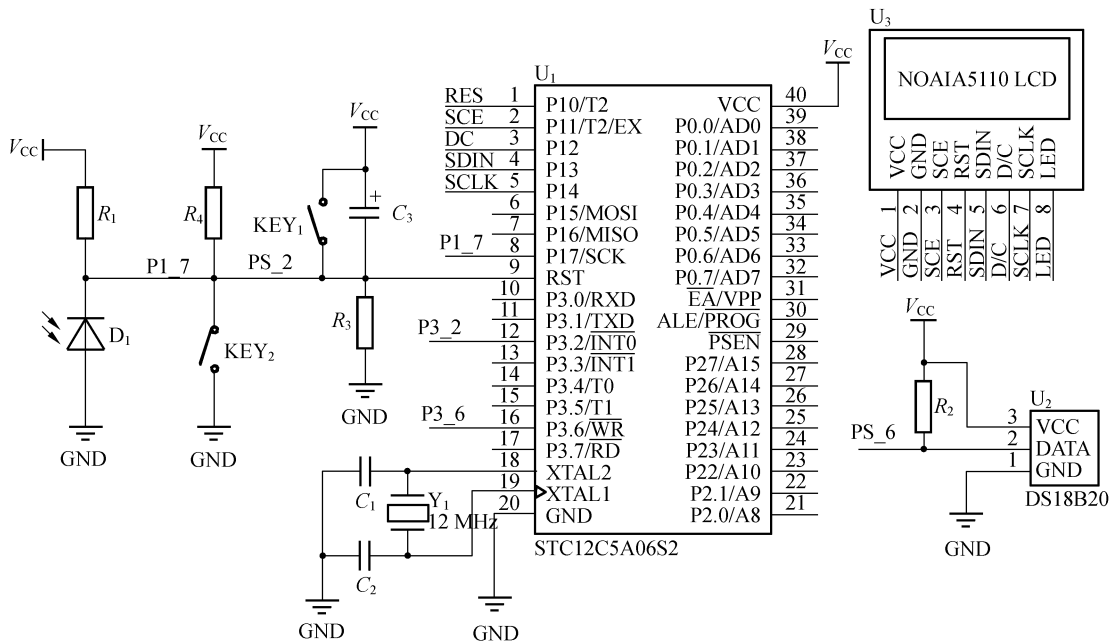 U3
NOAIA5110 LCD
VCC GND SCE RST SDIN D/C SCLK LED
1 2 3 4 5 6 7 8
VCC GND SCE RST SDIN D/C SCLK LED
VCC
U1
RES 1 P10/T2
SCE 2 P11/T2/EX
DC 3 P12
SDIN 4 P13
SCLK 5 P14
6 P15/MOSI
7 P16/MISO
P1_7 8 P17/SCK
9 RST
10 P3.0/RXD
11 P3.1/TXD
P3_2 12 P3.2/INT0
13 P3.3/INT1
14 P3.4/T0
15 P3.5/T1
P3_6 16 P3.6/WR
17 P3.7/RD
18 XTAL2
19 XTAL1
20 GND
VCC 40
P0.0/AD0 39
P0.1/AD1 38
P0.2/AD2 37
P0.3/AD3 36
P0.4/AD4 35
P0.5/AD5 34
P0.6/AD6 33
P0.7/AD7 32
EA/VPP 31
ALE/PROG 30
PSEN 29
P27/A15 28
P26/A14 27
P25/A13 26
P24/A12 25
P23/A11 24
P22/A10 23
P2.1/A9 22
P2.0/A8 21
STC12C5A06S2
VCC
R1
VCC
R4
VCC
KEY1
C3
+
P1_7
PS_2
D1
KEY2
R3
GND
GND
GND
C1
Y1
12 MHz
C2
GND
GND
VCC
R2
PS_6
U2
3 VCC
2 DATA
1 GND
DS18B20
GND